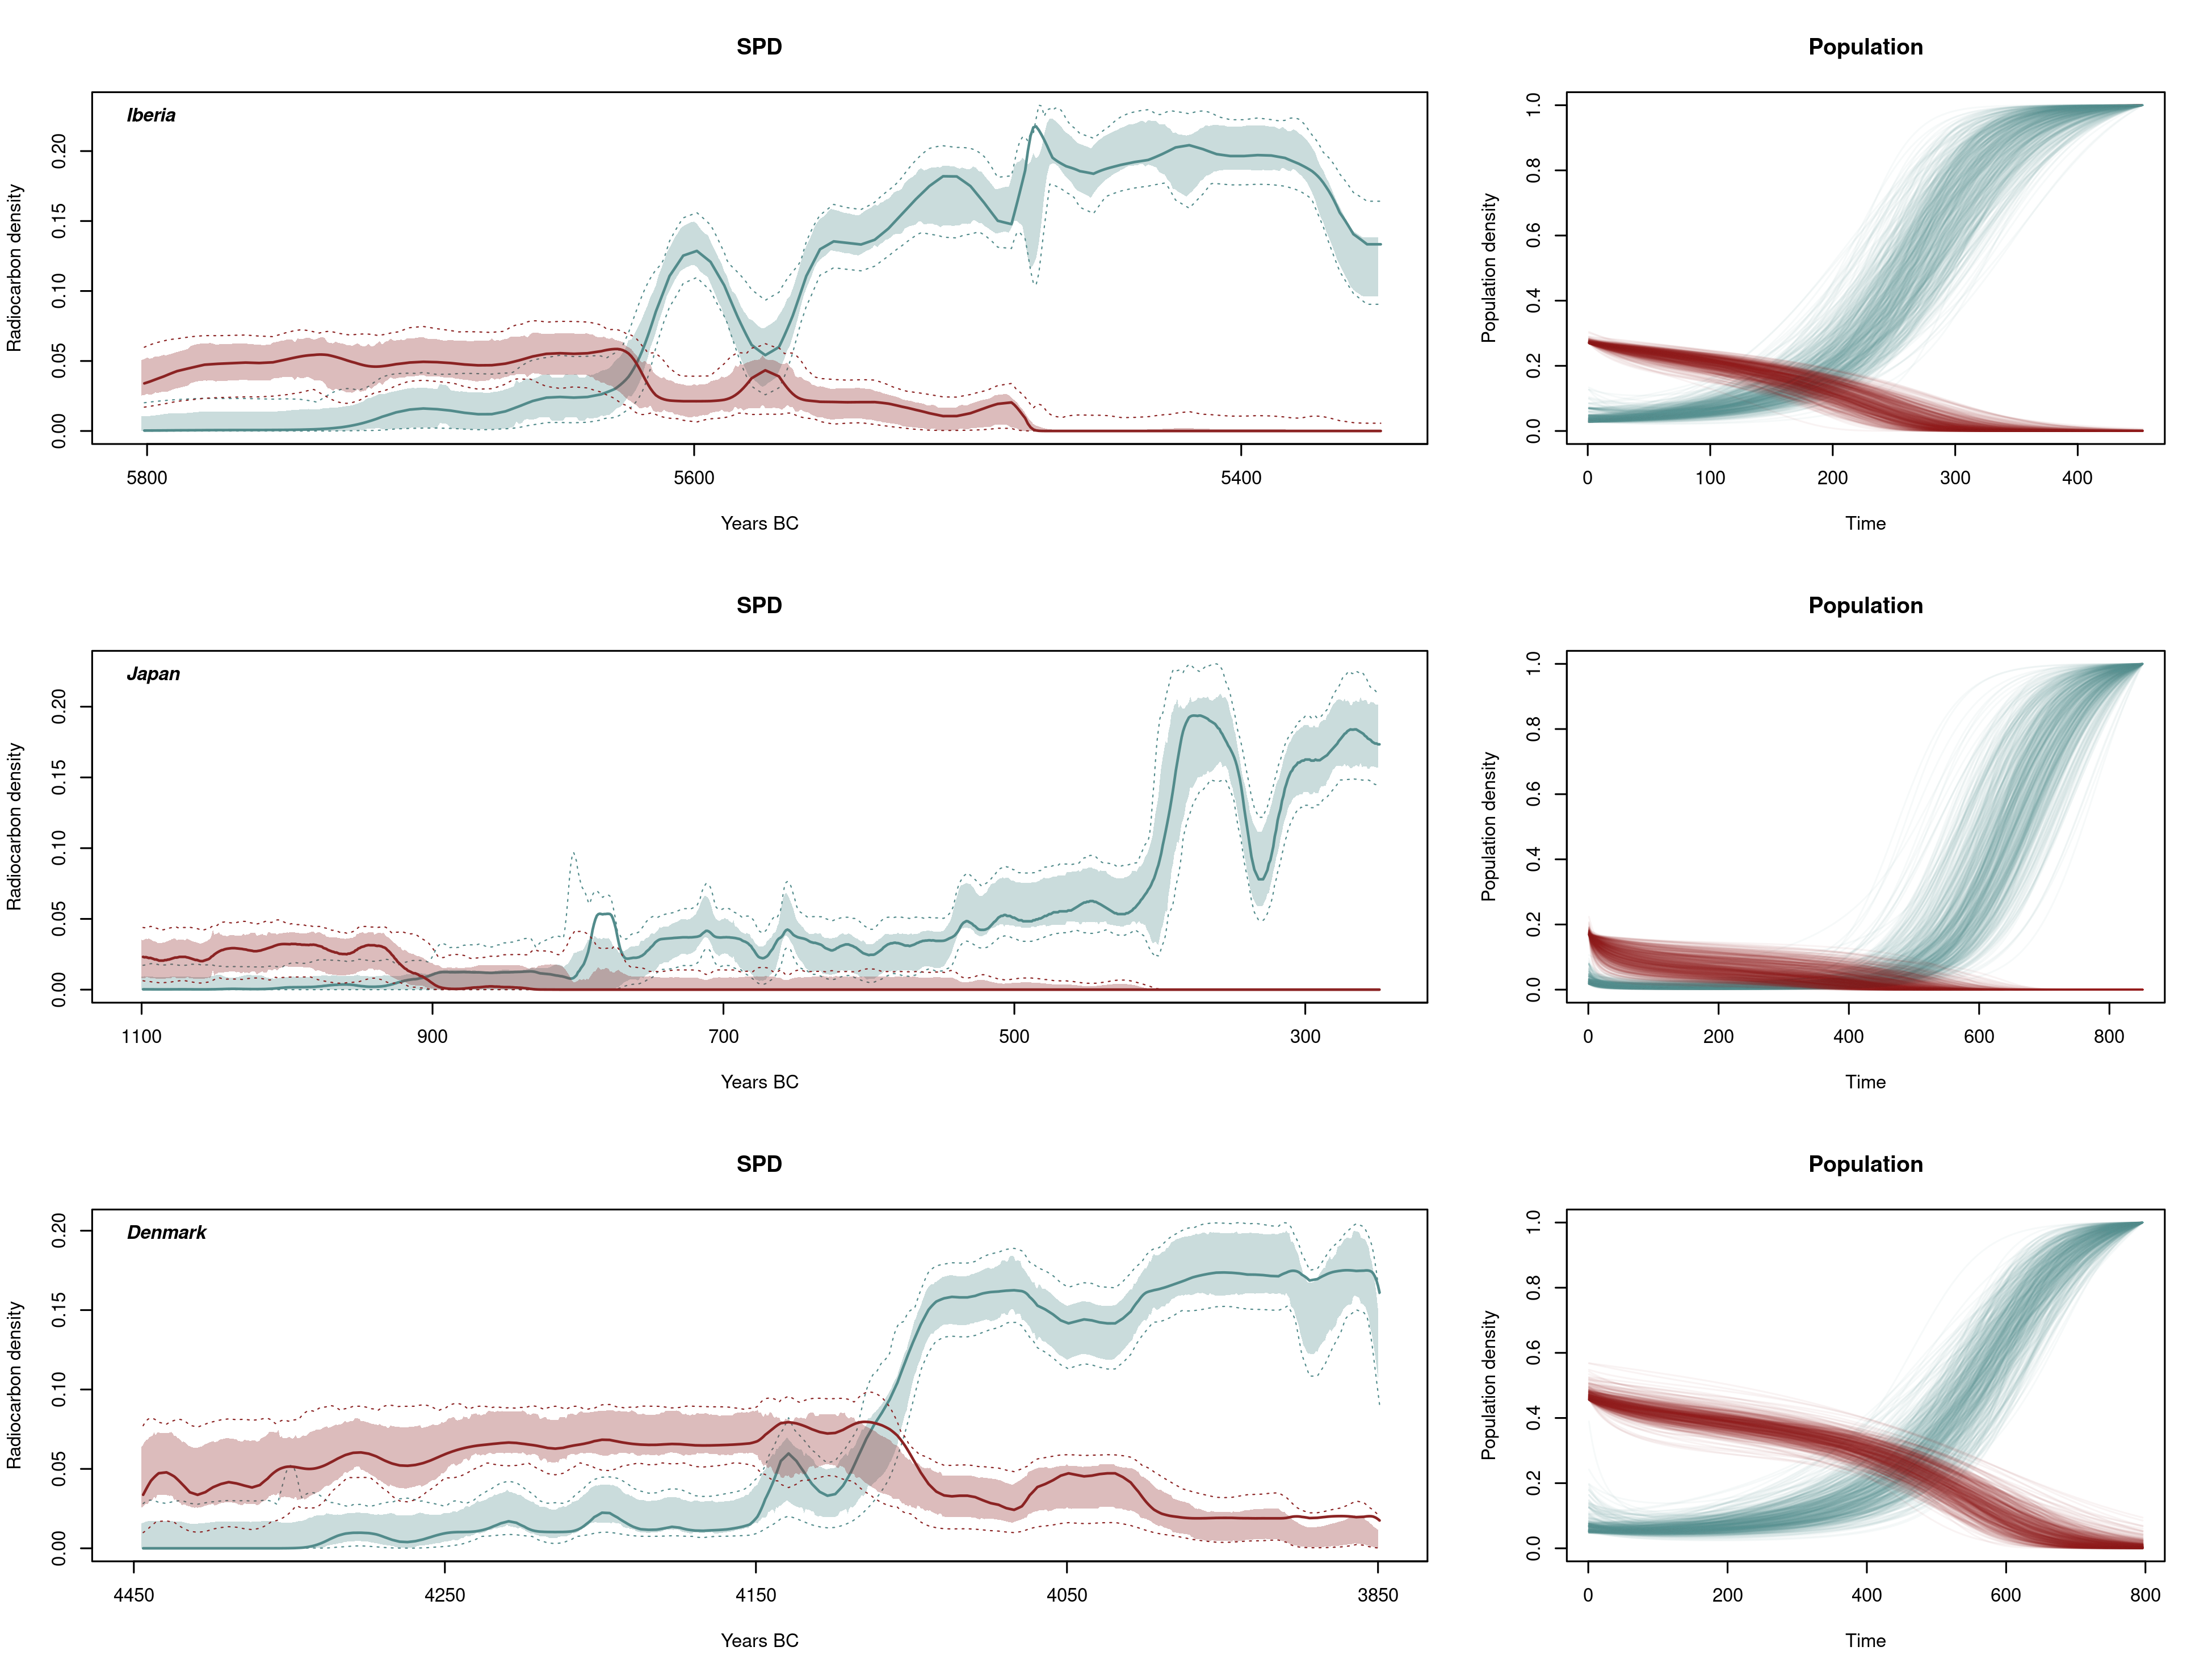 SPD
Population
Iberia
Radiocarbon density
0.00 0.05 0.10 0.15 0.20
5800 5600 5400
Years BC
Population density
0.0 0.2 0.4 0.6 0.8 1.0
0 100 200 300 400
Time
SPD
Population
Japan
Radiocarbon density
0.00 0.05 0.10 0.15 0.20
1100 900 700 500 300
Years BC
Population density
0.0 0.2 0.4 0.6 0.8 1.0
0 200 400 600 800
Time
SPD
Population
Denmark
Radiocarbon density
0.00 0.05 0.10 0.15 0.20
4450 4250 4150 4050 3850
Years BC
Population density
0.0 0.2 0.4 0.6 0.8 1.0
0 200 400 600 800
Time